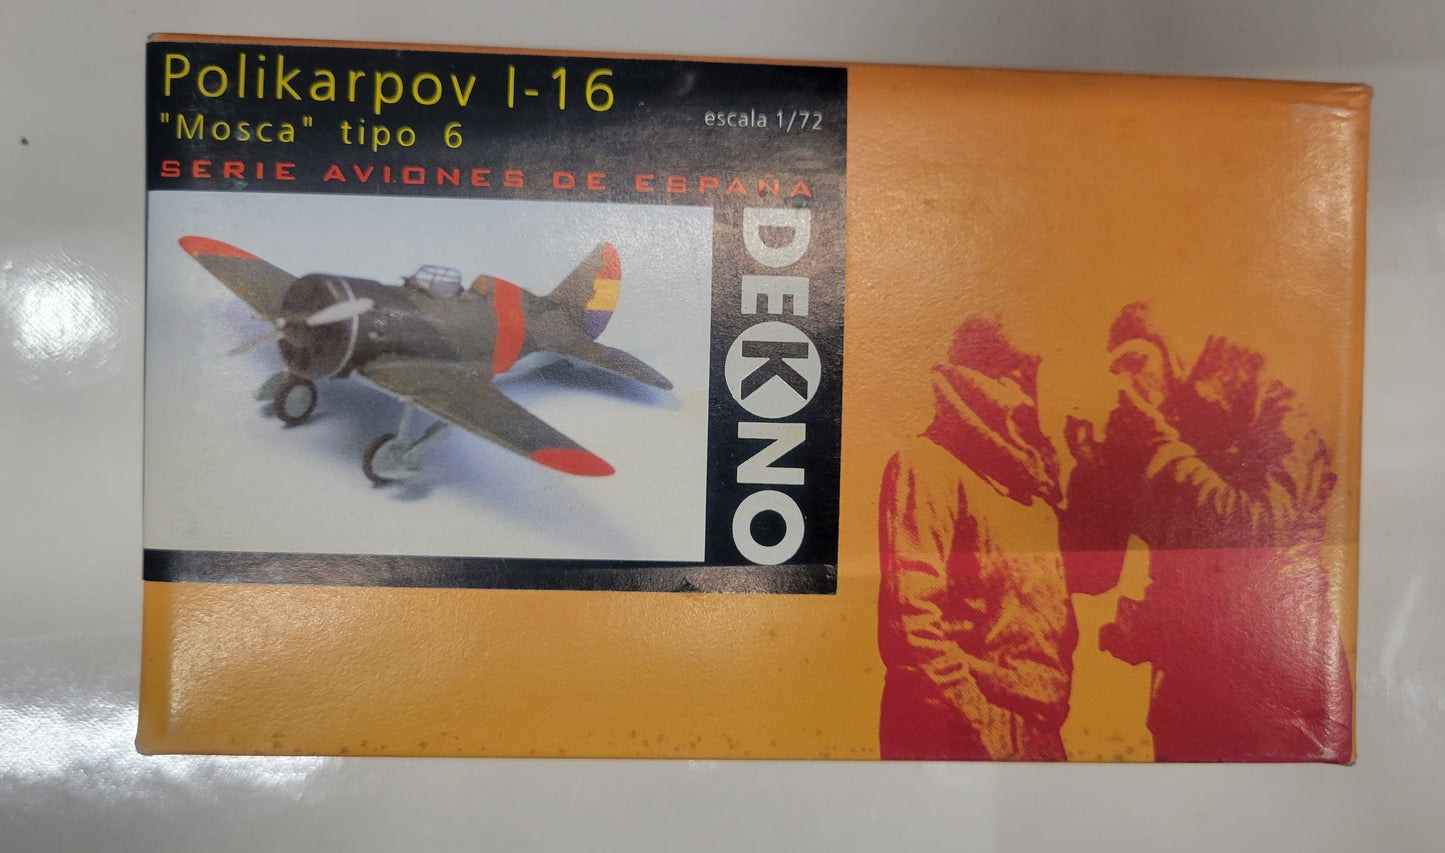 Polikarpov I-16
"Mosca" tipo 6
escala 1/72
SERIE AVIONES DE ESPAÑA
DEKNO